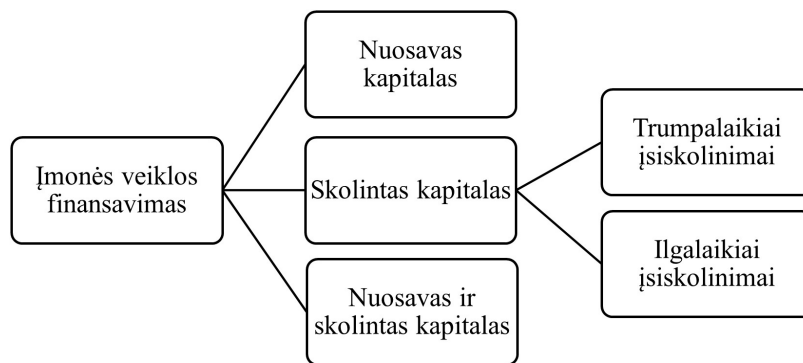 Įmonės veiklos
finansavimas
Nuosavas
kapitalas
Skolintas kapitalas
Nuosavas ir
skolintas kapitalas
Trumpalaikiai
įsiskolinimai
Ilgalaikiai
įsiskolinimai